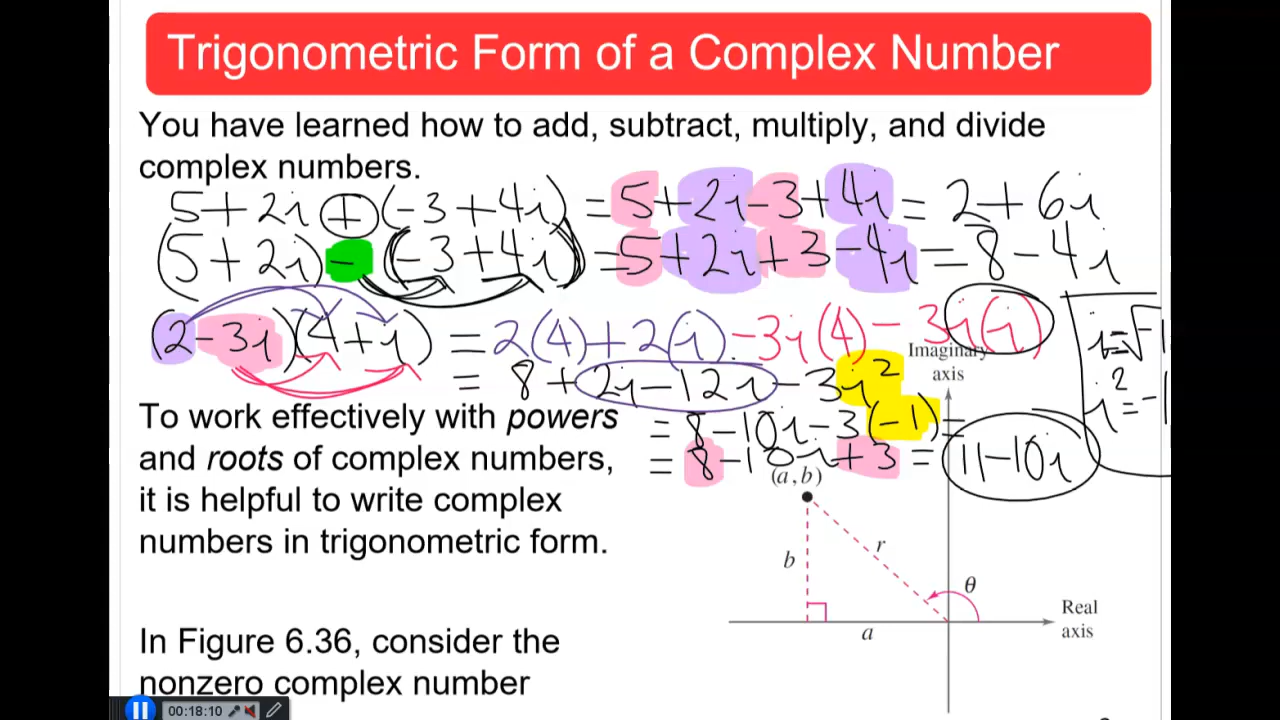 Trigonometric Form of a Complex Number
You have learned how to add, subtract, multiply, and divide
complex numbers.
5+2i + (-3+4i) = 5+2i-3+4i = 2+6i
(5+2i) - (-3+4i) = 5+2i+3-4i = 8-4i
(2-3i)(4+i) = 2(4)+2(i)-3i(4)-3i(i)
= 8+2i-12i-3i²
= 8-10i-3(-1)=
= 8-10i+3 = 11-10i
i=√-1
i²=-1
To work effectively with powers
and roots of complex numbers,
it is helpful to write complex
numbers in trigonometric form.
Imaginary
axis
(a, b)
b
r
θ
a
Real
axis
In Figure 6.36, consider the
nonzero complex number
00:18:10